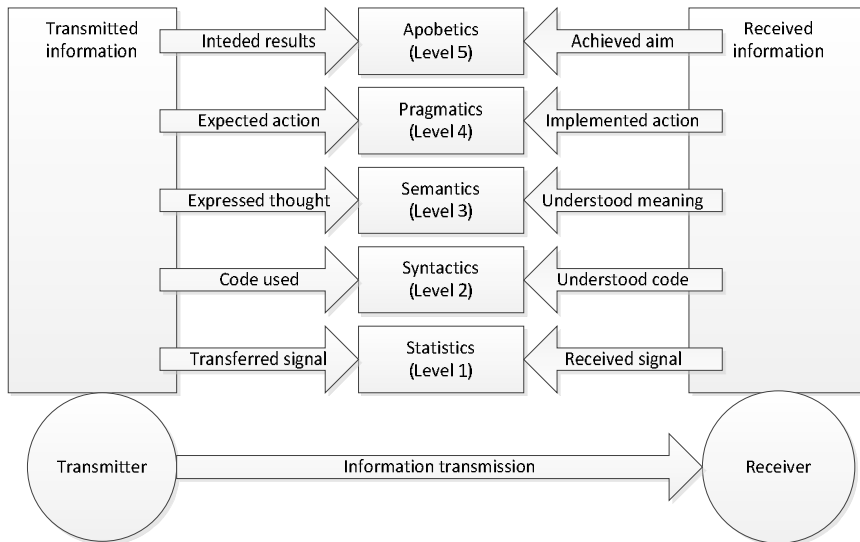 Transmitted
information
Inteded results
Apobetics
(Level 5)
Achieved aim
Received
information
Expected action
Pragmatics
(Level 4)
Implemented action
Expressed thought
Semantics
(Level 3)
Understood meaning
Code used
Syntactics
(Level 2)
Understood code
Transferred signal
Statistics
(Level 1)
Received signal
Transmitter
Information transmission
Receiver